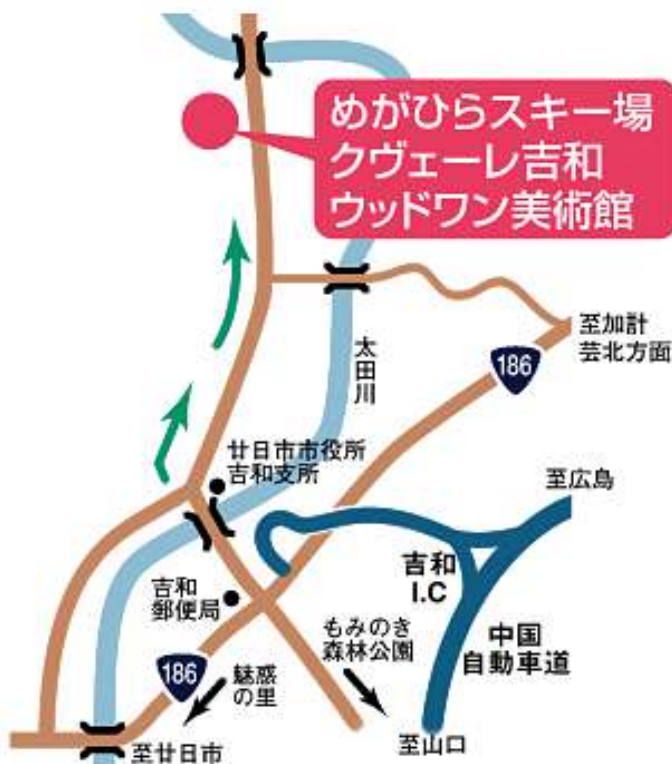 めがひらスキー場
クヴェーレ吉和
ウッドワン美術館
至加計
芸北方面
186
太田川
廿日市市役所
吉和支所
至広島
吉和
I.C
吉和
郵便局
もみのき
森林公園
中国
自動車道
186
魅惑
の里
至山口
至廿日市